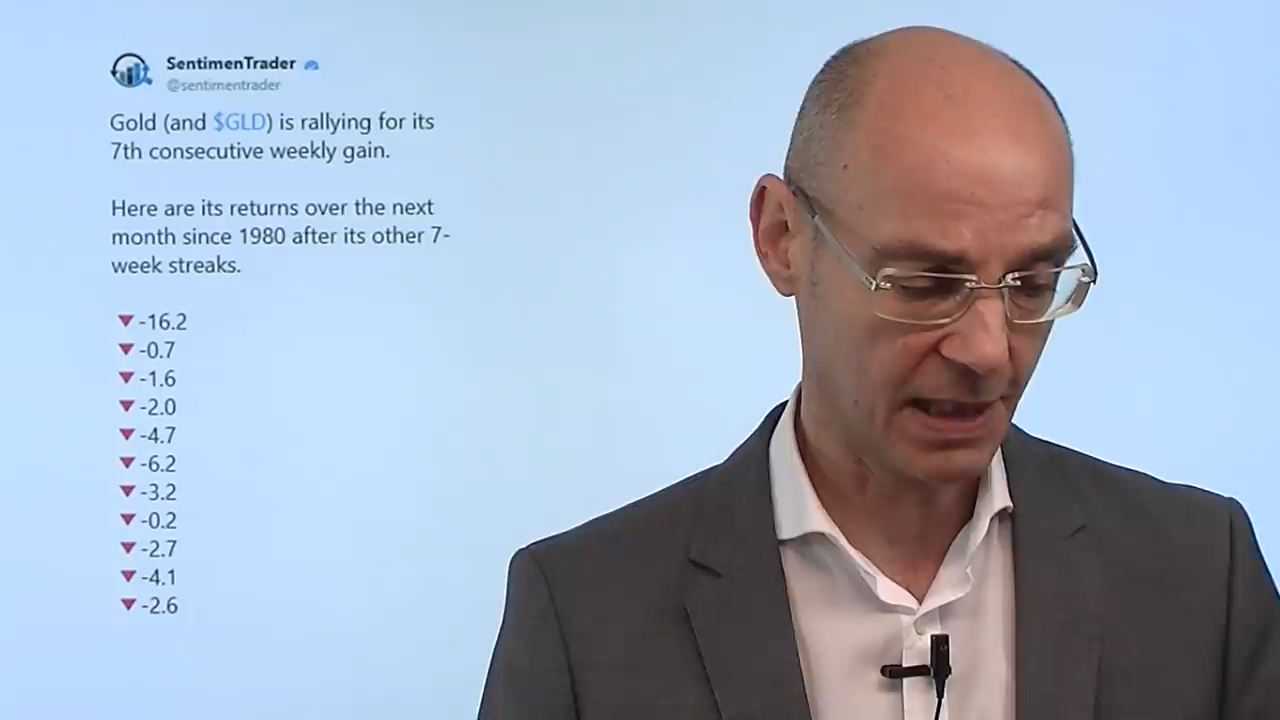 SentimenTrader
@sentimentrader
Gold (and $GLD) is rallying for its
7th consecutive weekly gain.
Here are its returns over the next
month since 1980 after its other 7-
week streaks.
-16.2
-0.7
-1.6
-2.0
-4.7
-6.2
-3.2
-0.2
-2.7
-4.1
-2.6